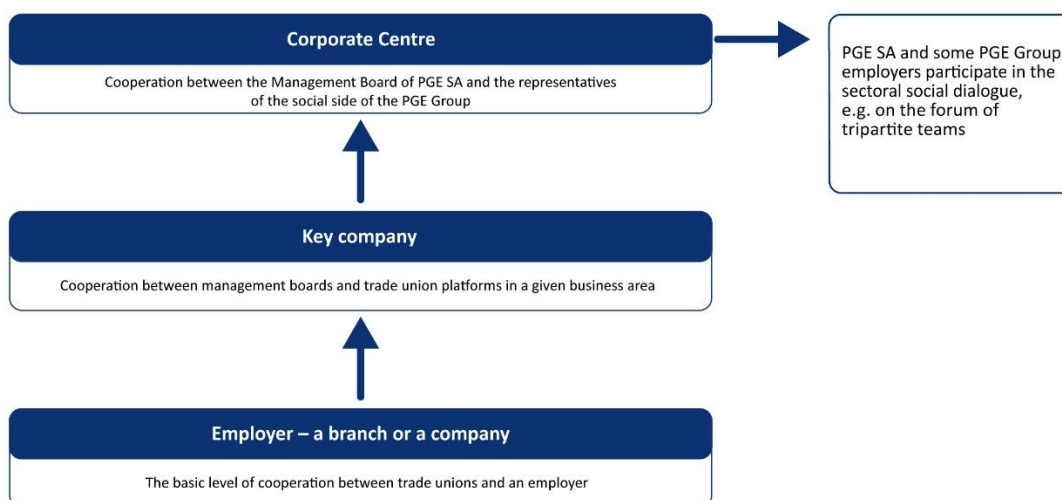 Corporate Centre
Cooperation between the Management Board of PGE SA and the representatives
of the social side of the PGE Group
PGE SA and some PGE Group
employers participate in the
sectoral social dialogue,
e.g. on the forum of
tripartite teams
Key company
Cooperation between management boards and trade union platforms in a given business area
Employer – a branch or a company
The basic level of cooperation between trade unions and an employer